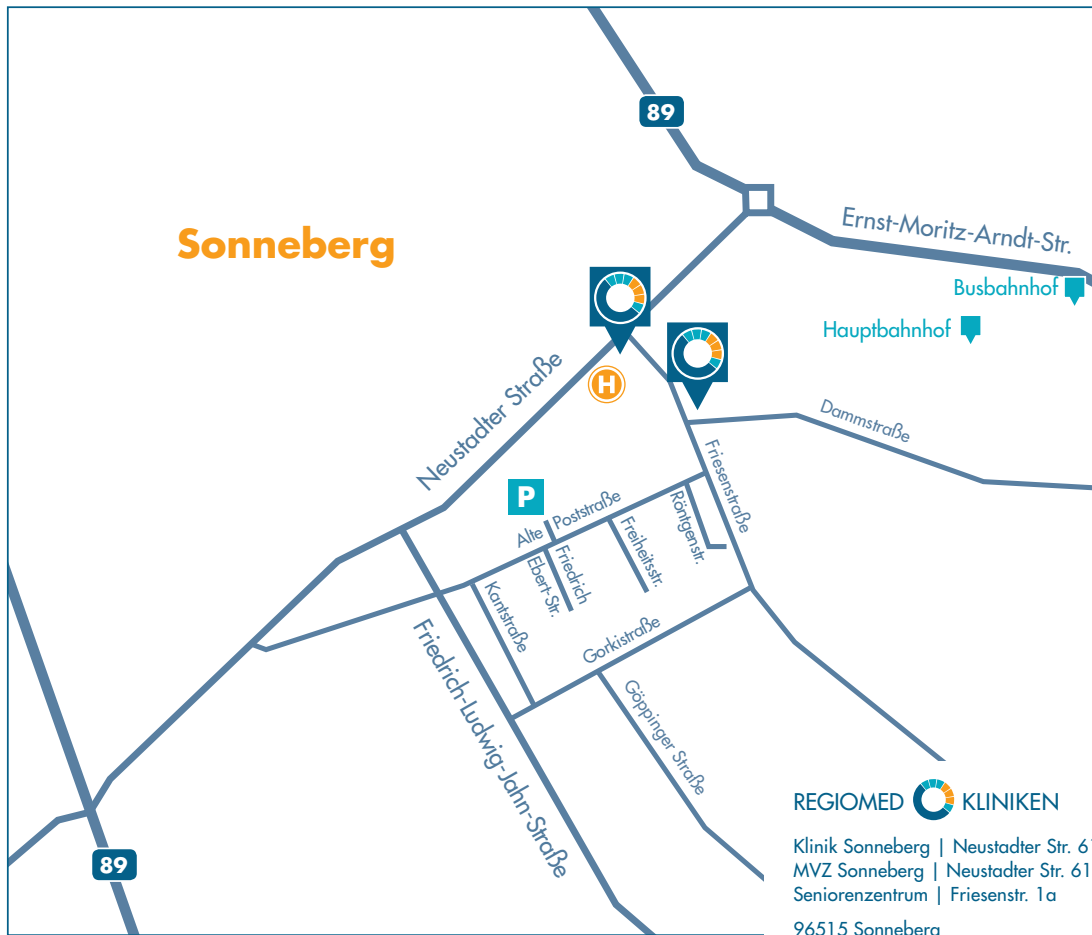 89
Ernst-Moritz-Arndt-Str.
Sonneberg
Busbahnhof
Hauptbahnhof
H
Neustadter Straße
Dammstraße
Friesenstraße
P
Alte Poststraße
Röntgenstr.
Freiheitsstr.
Friedrich
Ebert-Str.
Kantstraße
Gorkistraße
Friedrich-Ludwig-Jahn-Straße
Göppinger Straße
89
REGIOMED KLINIKEN
Klinik Sonneberg | Neustadter Str. 61
MVZ Sonneberg | Neustadter Str. 61
Seniorenzentrum | Friesenstr. 1a
96515 Sonneberg